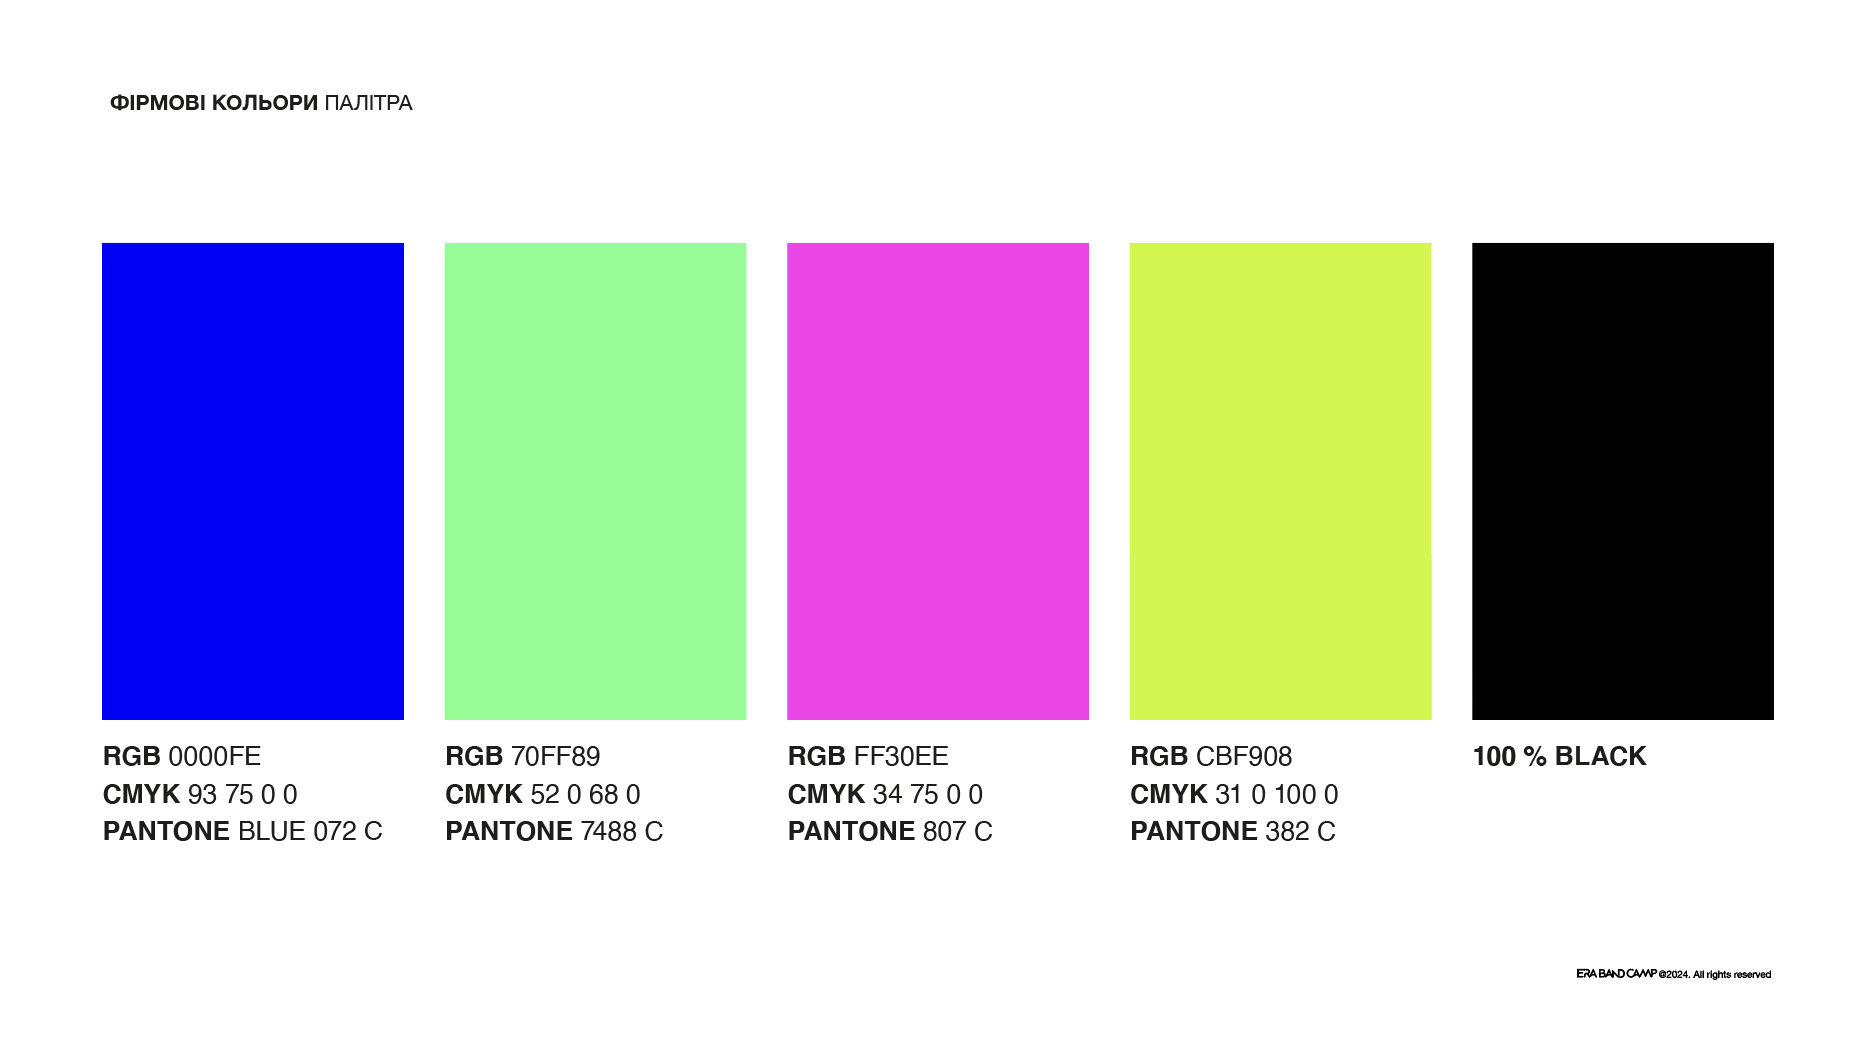 ФІРМОВІ КОЛЬОРИ ПАЛІТРА
RGB 0000FE
CMYK 93 75 0 0
PANTONE BLUE 072 C
RGB 70FF89
CMYK 52 0 68 0
PANTONE 7488 C
RGB FF30EE
CMYK 34 75 0 0
PANTONE 807 C
RGB CBF908
CMYK 31 0 100 0
PANTONE 382 C
100 % BLACK
ERA BAND CAMP @2024. All rights reserved